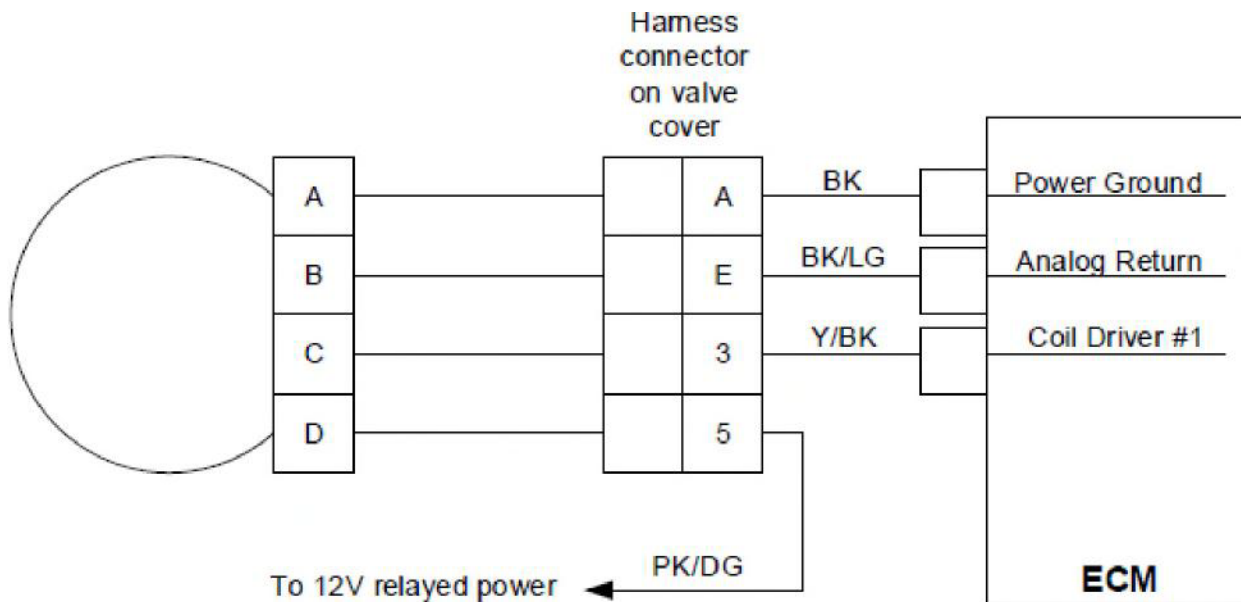 Harness
connector
on valve
cover
A
A
BK
Power Ground
B
E
BK/LG
Analog Return
C
3
Y/BK
Coil Driver #1
D
5
PK/DG
To 12V relayed power
ECM